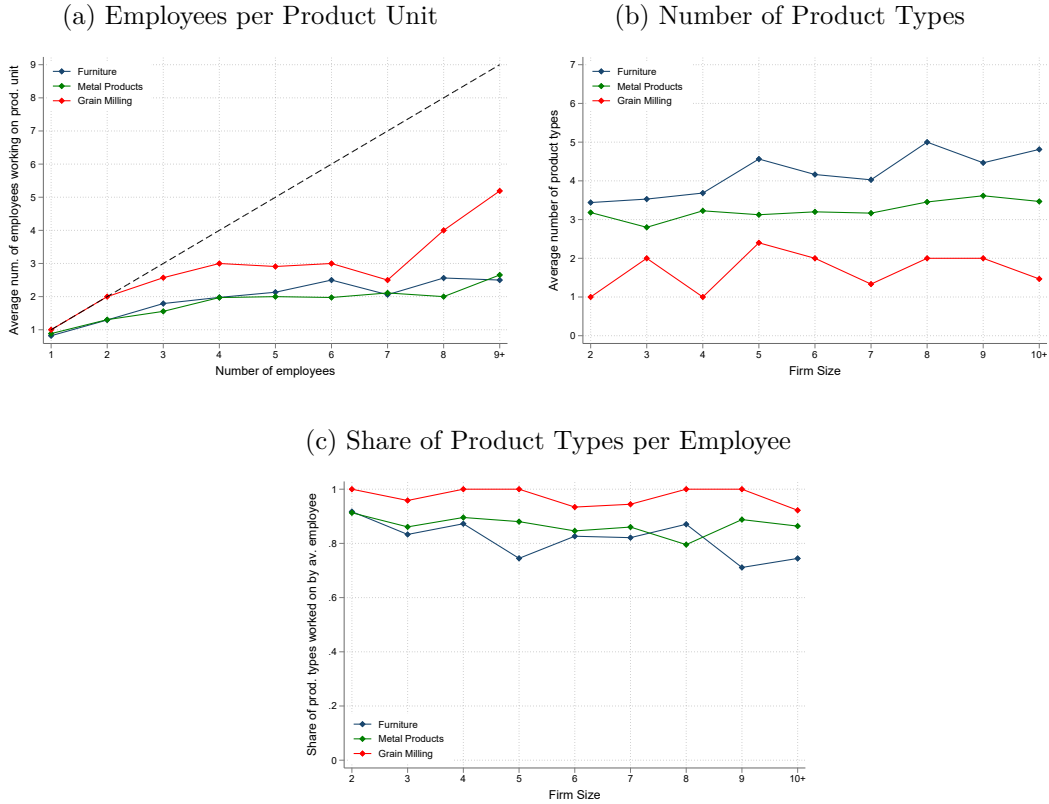 (a) Employees per Product Unit
Average num. of employees working on prod. unit
9
8
7
6
5
4
3
2
1
Furniture
Metal Products
Grain Milling
1 2 3 4 5 6 7 8 9+
Number of employees
(b) Number of Product Types
Average number of product types
7
6
5
4
3
2
1
0
Furniture
Metal Products
Grain Milling
2 3 4 5 6 7 8 9 10+
Firm Size
(c) Share of Product Types per Employee
Share of prod. types worked on by av. employee
1
.8
.6
.4
.2
0
Furniture
Metal Products
Grain Milling
2 3 4 5 6 7 8 9 10+
Firm Size